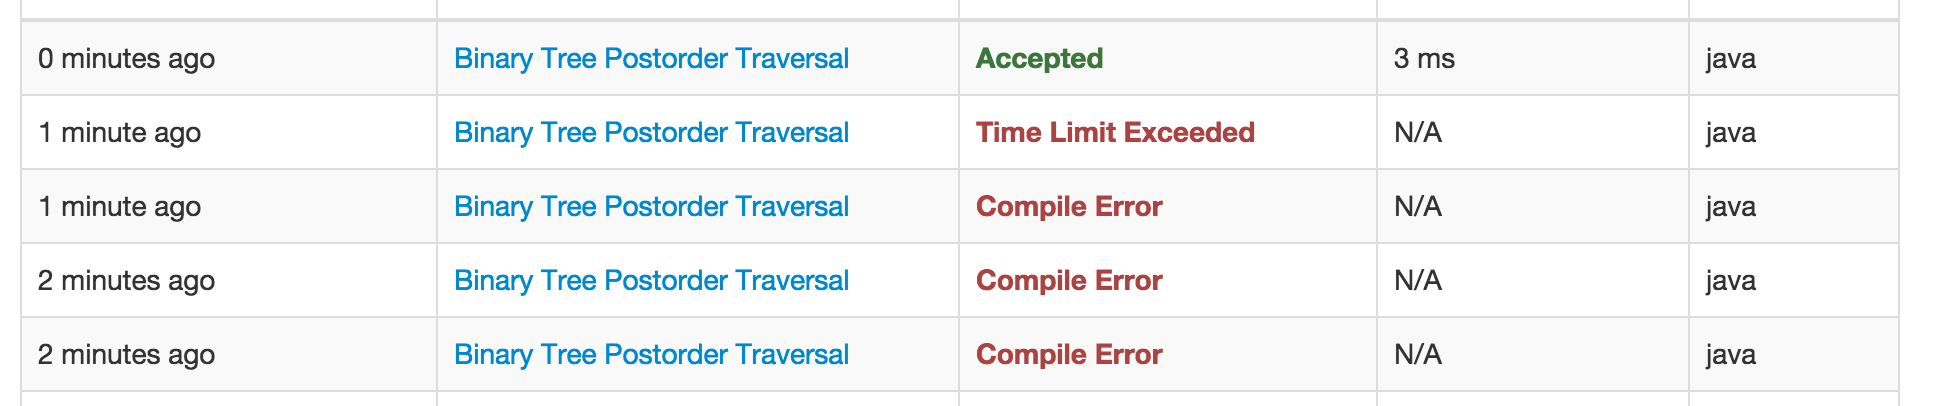 0 minutes ago Binary Tree Postorder Traversal Accepted 3 ms java
1 minute ago Binary Tree Postorder Traversal Time Limit Exceeded N/A java
1 minute ago Binary Tree Postorder Traversal Compile Error N/A java
2 minutes ago Binary Tree Postorder Traversal Compile Error N/A java
2 minutes ago Binary Tree Postorder Traversal Compile Error N/A java